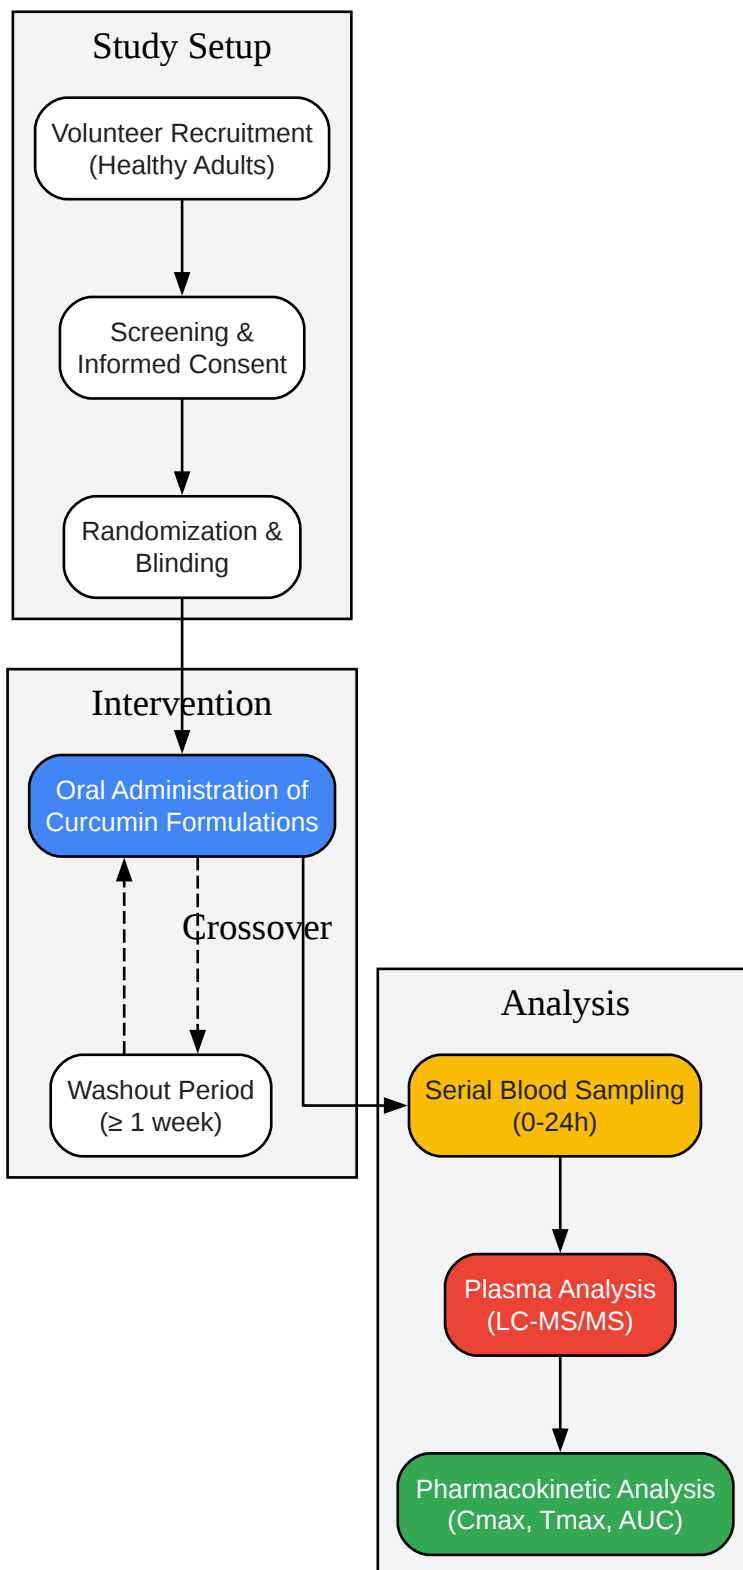 Study Setup
Volunteer Recruitment
(Healthy Adults)
Screening &
Informed Consent
Randomization &
Blinding
Intervention
Oral Administration of
Curcumin Formulations
Crossover
Washout Period
(≥ 1 week)
Analysis
Serial Blood Sampling
(0-24h)
Plasma Analysis
(LC-MS/MS)
Pharmacokinetic Analysis
(Cmax, Tmax, AUC)